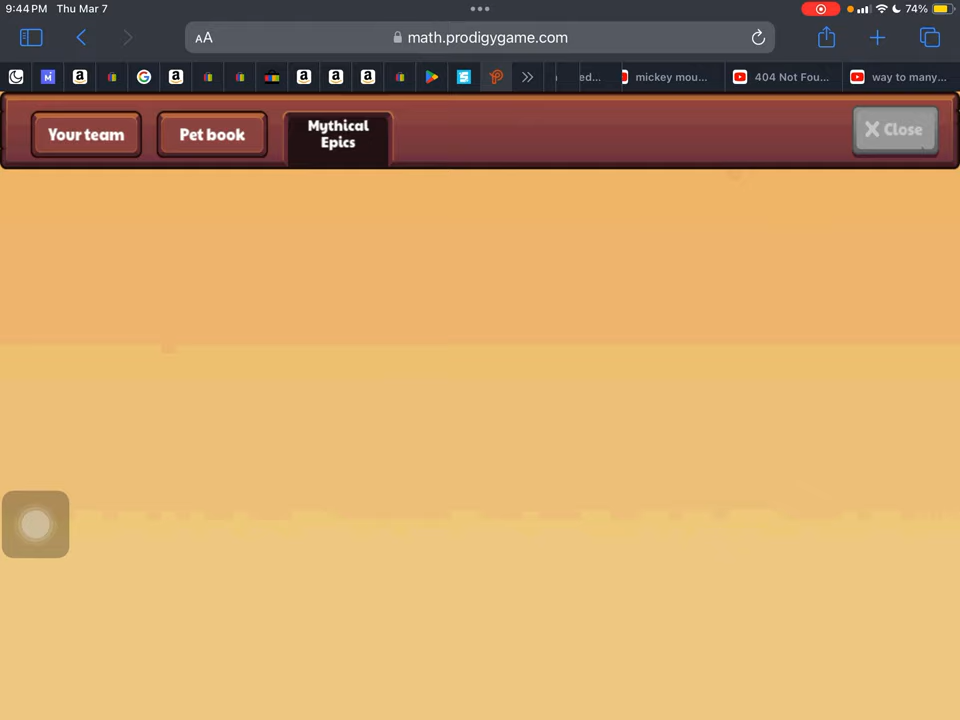 9:44 PM Thu Mar 7
74%
AA
math.prodigygame.com
ed...
mickey mou...
404 Not Fou...
way to many...
Your team
Pet book
Mythical
Epics
Close